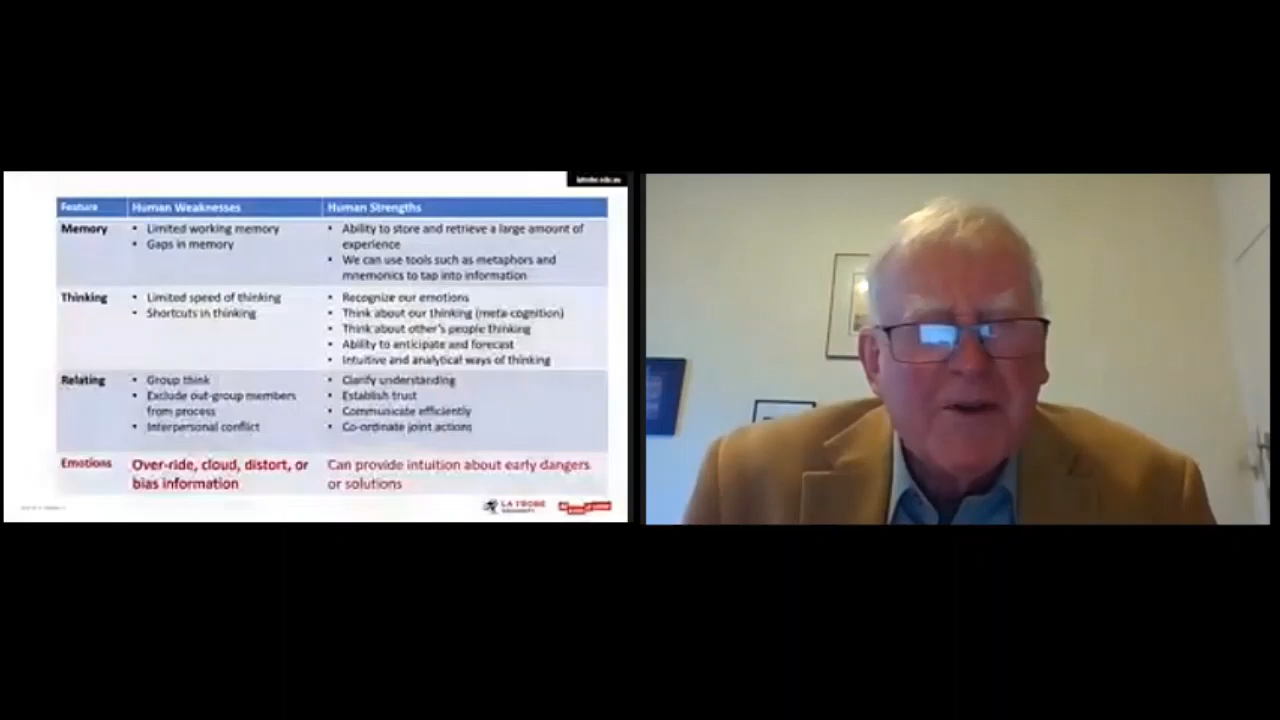 latrobe.edu.au
Feature Human Weaknesses Human Strengths
Memory • Limited working memory • Ability to store and retrieve a large amount of
• Gaps in memory experience
• We can use tools such as metaphors and
mnemonics to tap into information
Thinking • Limited speed of thinking • Recognize our emotions
• Shortcuts in thinking • Think about our thinking (meta-cognition)
• Think about other's people thinking
• Ability to anticipate and forecast
• Intuitive and analytical ways of thinking
Relating • Group think • Clarify understanding
• Exclude out-group members • Establish trust
from process • Communicate efficiently
• Interpersonal conflict • Co-ordinate joint actions
Emotions Over-ride, cloud, distort, or Can provide intuition about early dangers
bias information or solutions
LA TROBE
UNIVERSITY